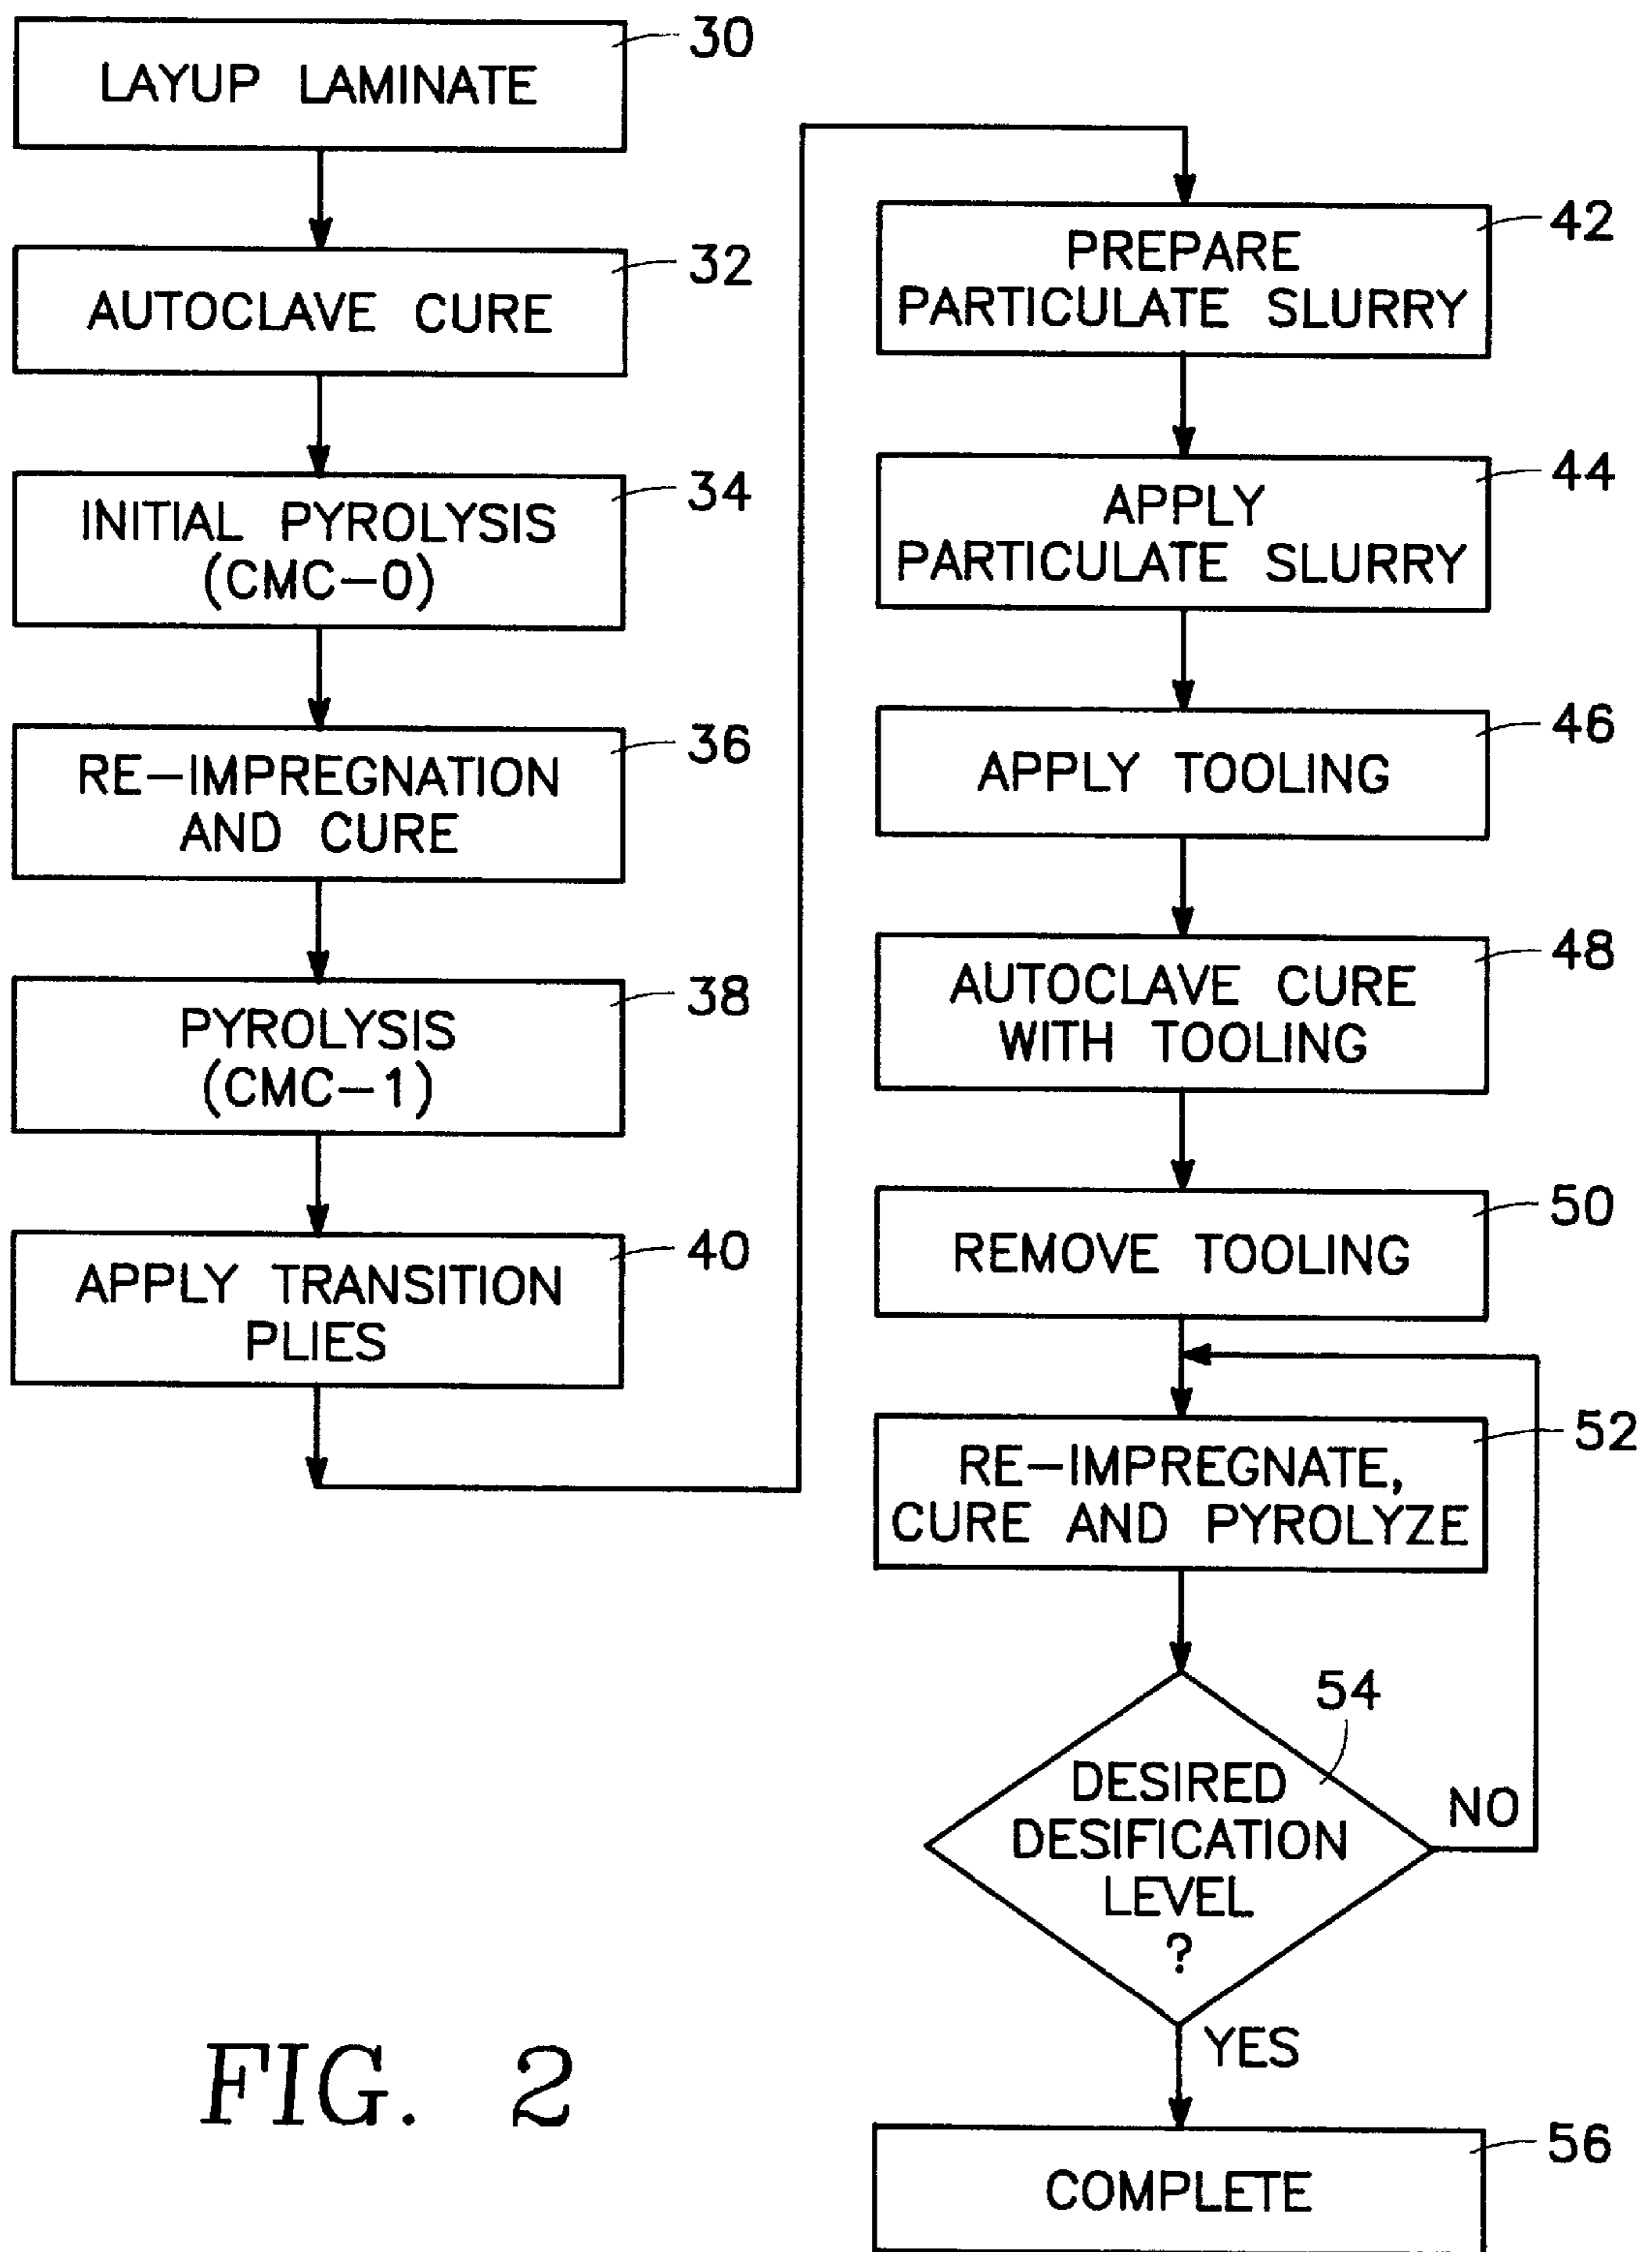 30
LAYUP LAMINATE
32
AUTOCLAVE CURE
34
INITIAL PYROLYSIS
(CMC-0)
36
RE-IMPREGNATION
AND CURE
38
PYROLYSIS
(CMC-1)
40
APPLY TRANSITION
PLIES
42
PREPARE
PARTICULATE SLURRY
44
APPLY
PARTICULATE SLURRY
46
APPLY TOOLING
48
AUTOCLAVE CURE
WITH TOOLING
50
REMOVE TOOLING
52
RE-IMPREGNATE,
CURE AND PYROLYZE
54
DESIRED
DESIFICATION
LEVEL
?
NO
YES
56
COMPLETE
FIG. 2